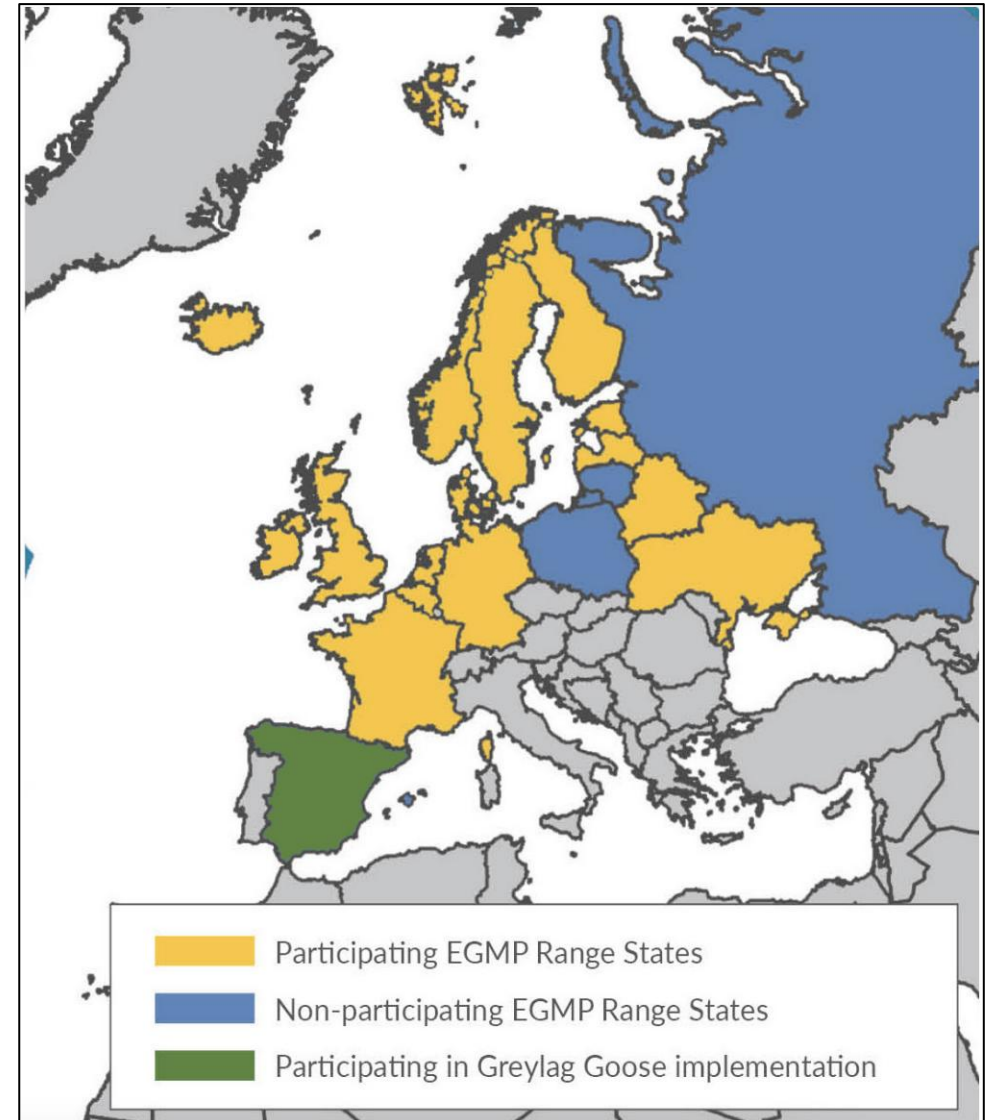 Participating EGMP Range States
Non-participating EGMP Range States
Participating in Greylag Goose implementation